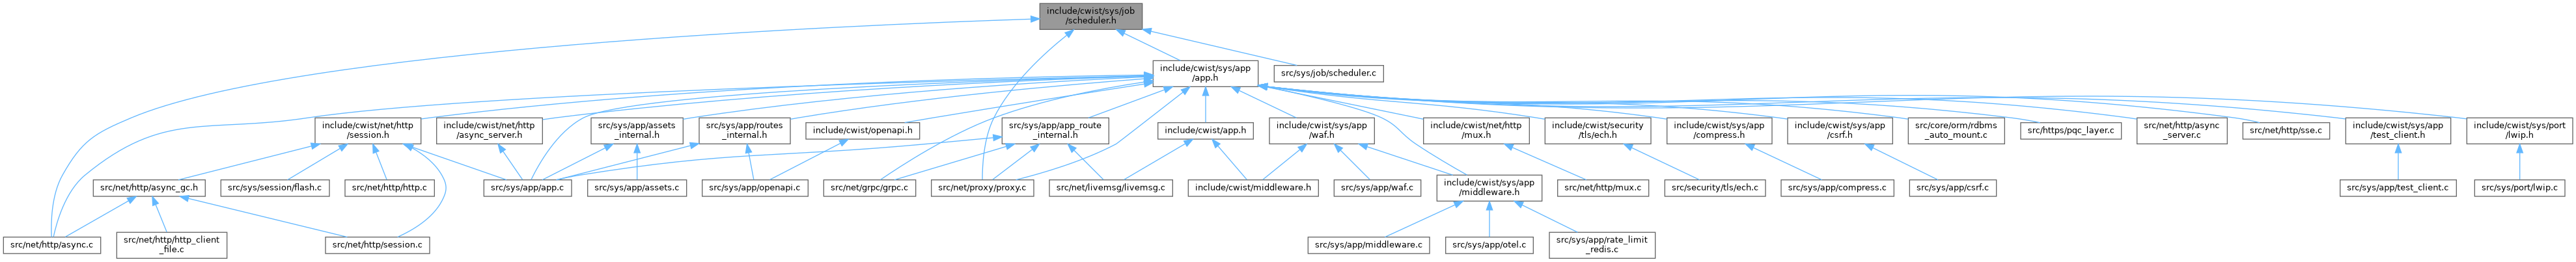 include/cwist/sys/job
/scheduler.h
include/cwist/sys/app
/app.h
src/sys/job/scheduler.c
include/cwist/net/http
/session.h
include/cwist/net/http
/async_server.h
src/sys/app/assets
_internal.h
src/sys/app/routes
_internal.h
include/cwist/openapi.h
src/sys/app/app_route
_internal.h
include/cwist/app.h
include/cwist/sys/app
/waf.h
include/cwist/net/http
/mux.h
include/cwist/security
/tls/ech.h
include/cwist/sys/app
/compress.h
include/cwist/sys/app
/csrf.h
src/core/orm/rdbms
_auto_mount.c
src/https/pqc_layer.c
src/net/http/async
_server.c
src/net/http/sse.c
include/cwist/sys/app
/test_client.h
include/cwist/sys/port
/lwip.h
src/net/http/async_gc.h
src/sys/session/flash.c
src/net/http/http.c
src/sys/app/app.c
src/sys/app/assets.c
src/sys/app/openapi.c
src/net/grpc/grpc.c
src/net/proxy/proxy.c
src/net/livemsg/livemsg.c
include/cwist/middleware.h
src/sys/app/waf.c
include/cwist/sys/app
/middleware.h
src/net/http/mux.c
src/security/tls/ech.c
src/sys/app/compress.c
src/sys/app/csrf.c
src/sys/app/test_client.c
src/sys/port/lwip.c
src/net/http/async.c
src/net/http/http_client
_file.c
src/net/http/session.c
src/sys/app/middleware.c
src/sys/app/otel.c
src/sys/app/rate_limit
_redis.c